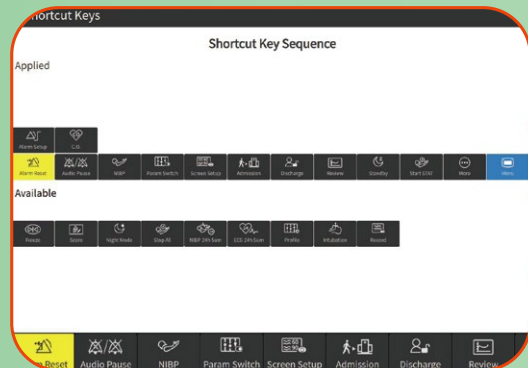 Shortcut Keys
Shortcut Key Sequence
Applied
Alarm Setup C.O.
Alarm Reset Audio Pause NIBP Param Switch Screen Setup Admission Discharge Review Standby Start STAT More Menu
Available
Freeze Score Night Mode Stop All NIBP 24h Sum ECG 24h Sum Profile Intubation Record
m Reset Audio Pause NIBP Param Switch Screen Setup Admission Discharge Review